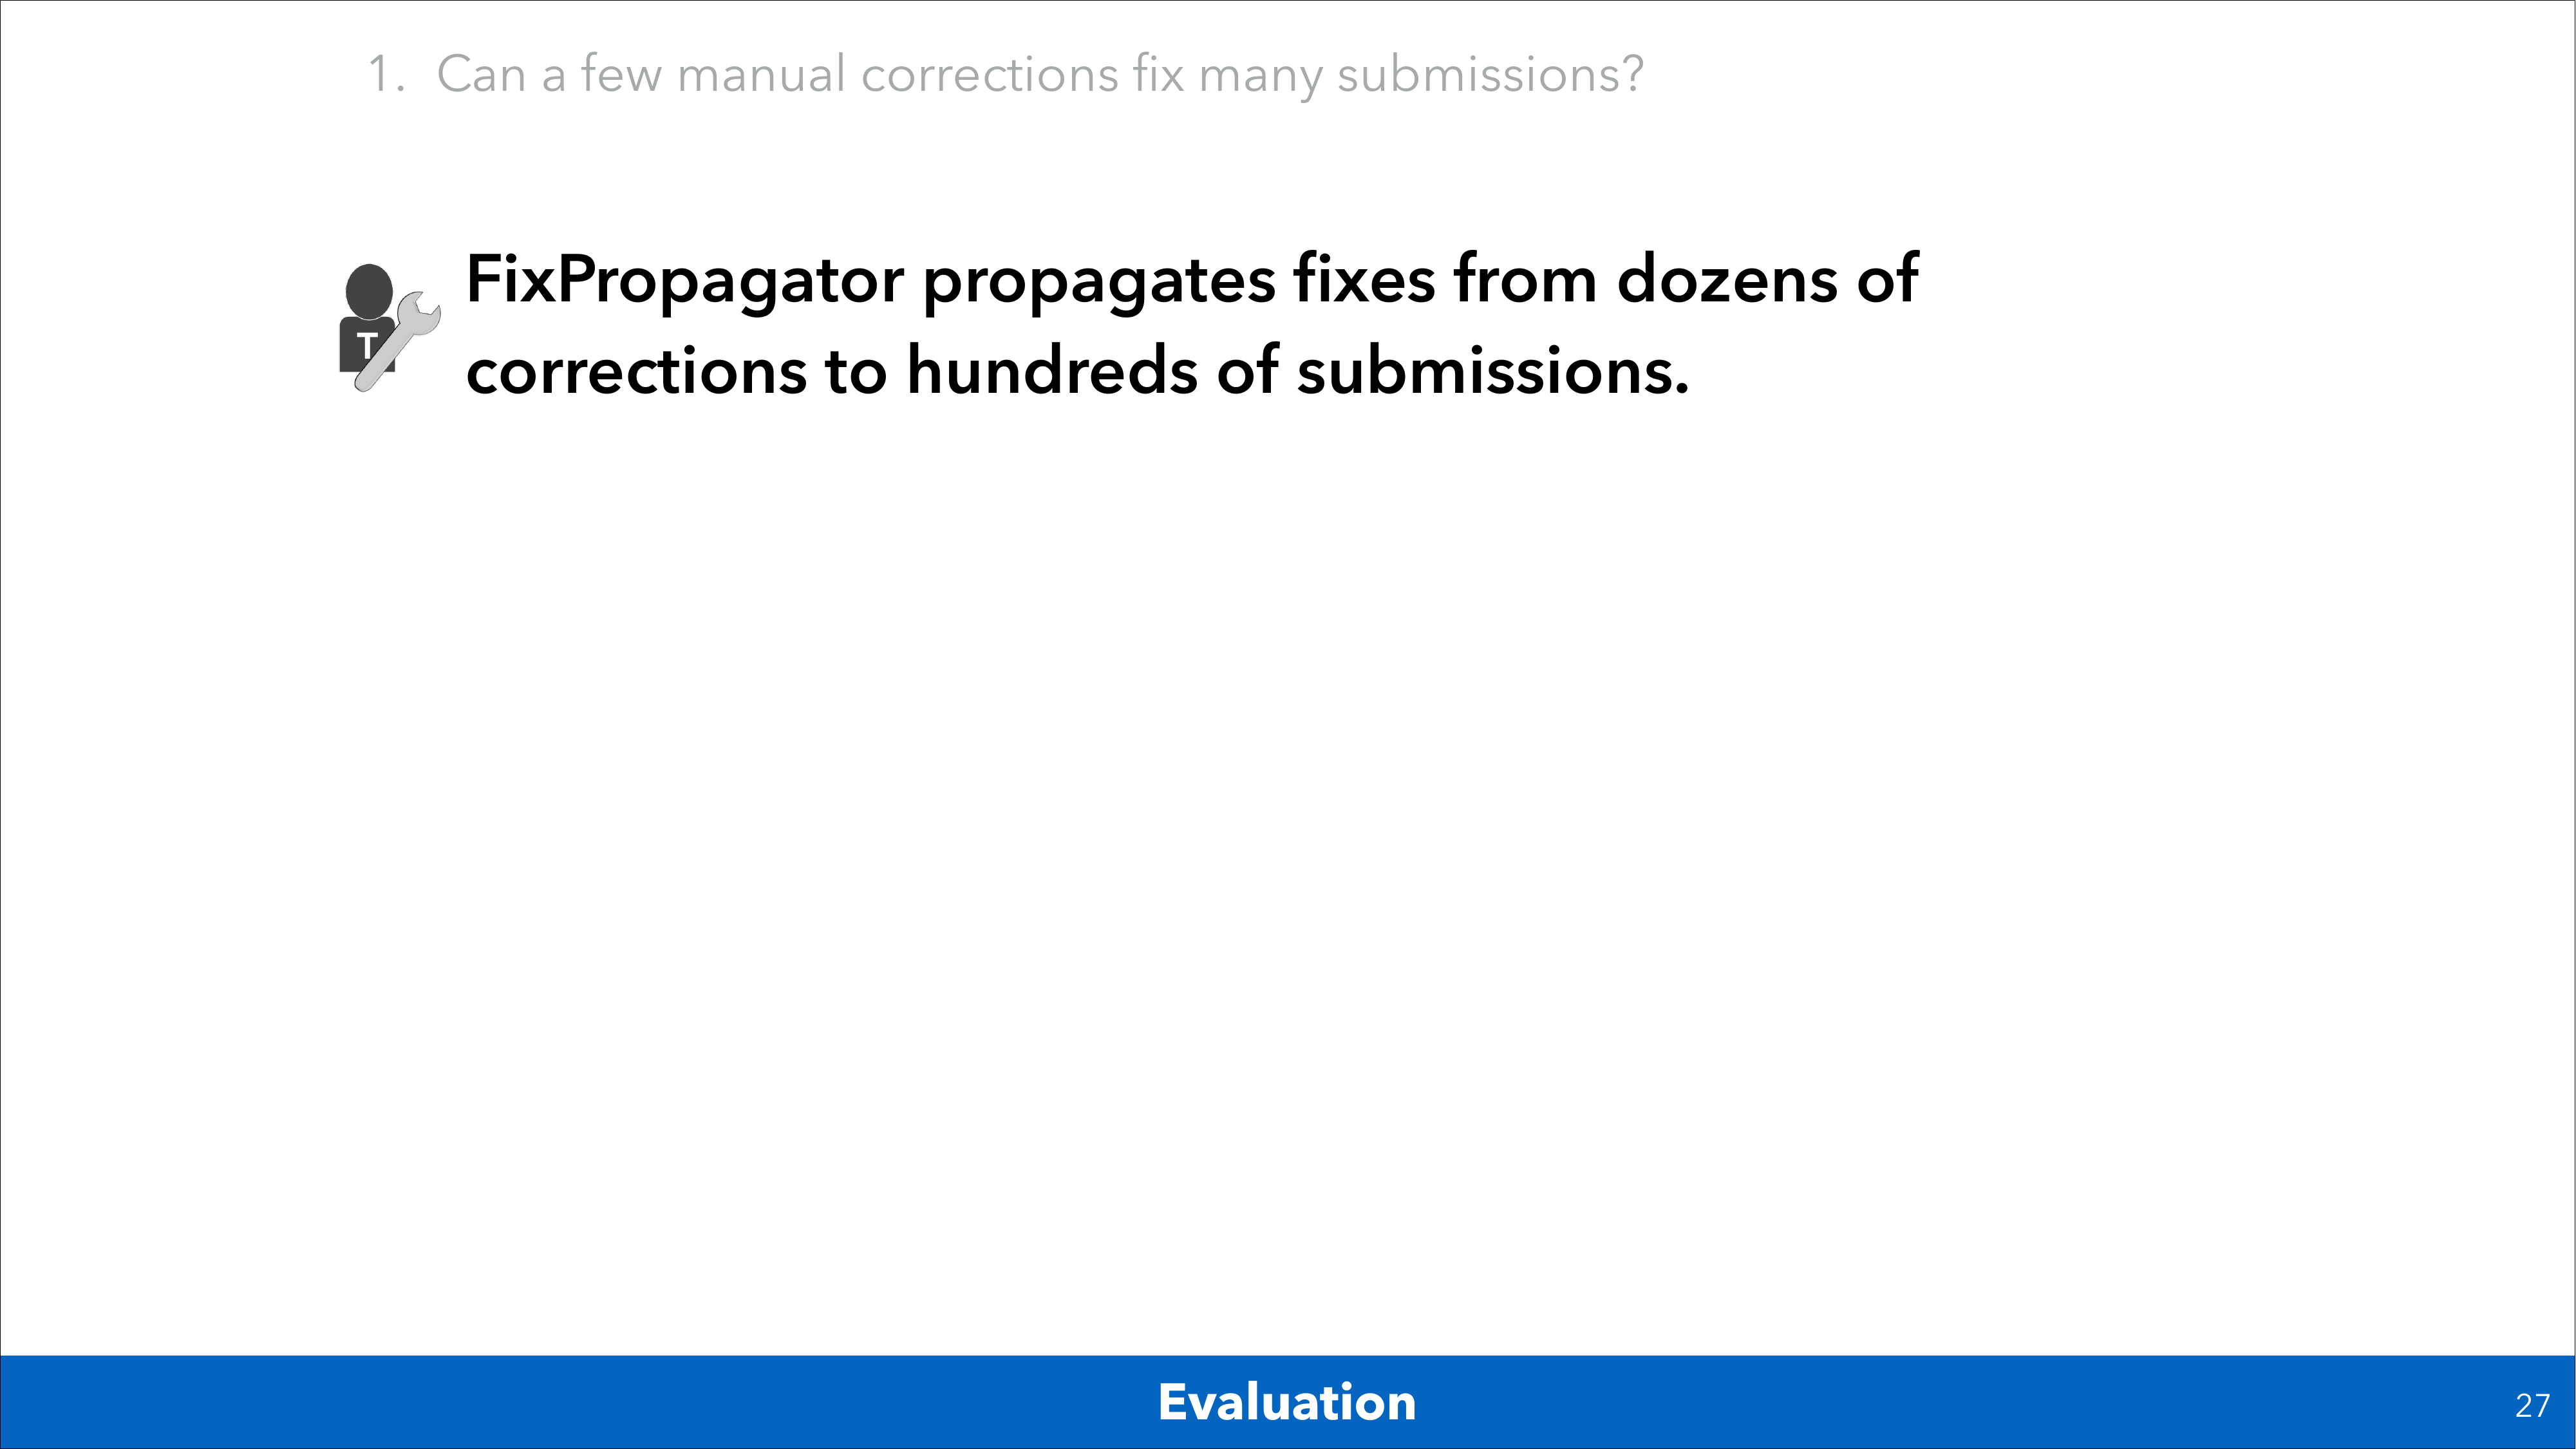 1. Can a few manual corrections fix many submissions?
T
FixPropagator propagates fixes from dozens of
corrections to hundreds of submissions.
Evaluation
27